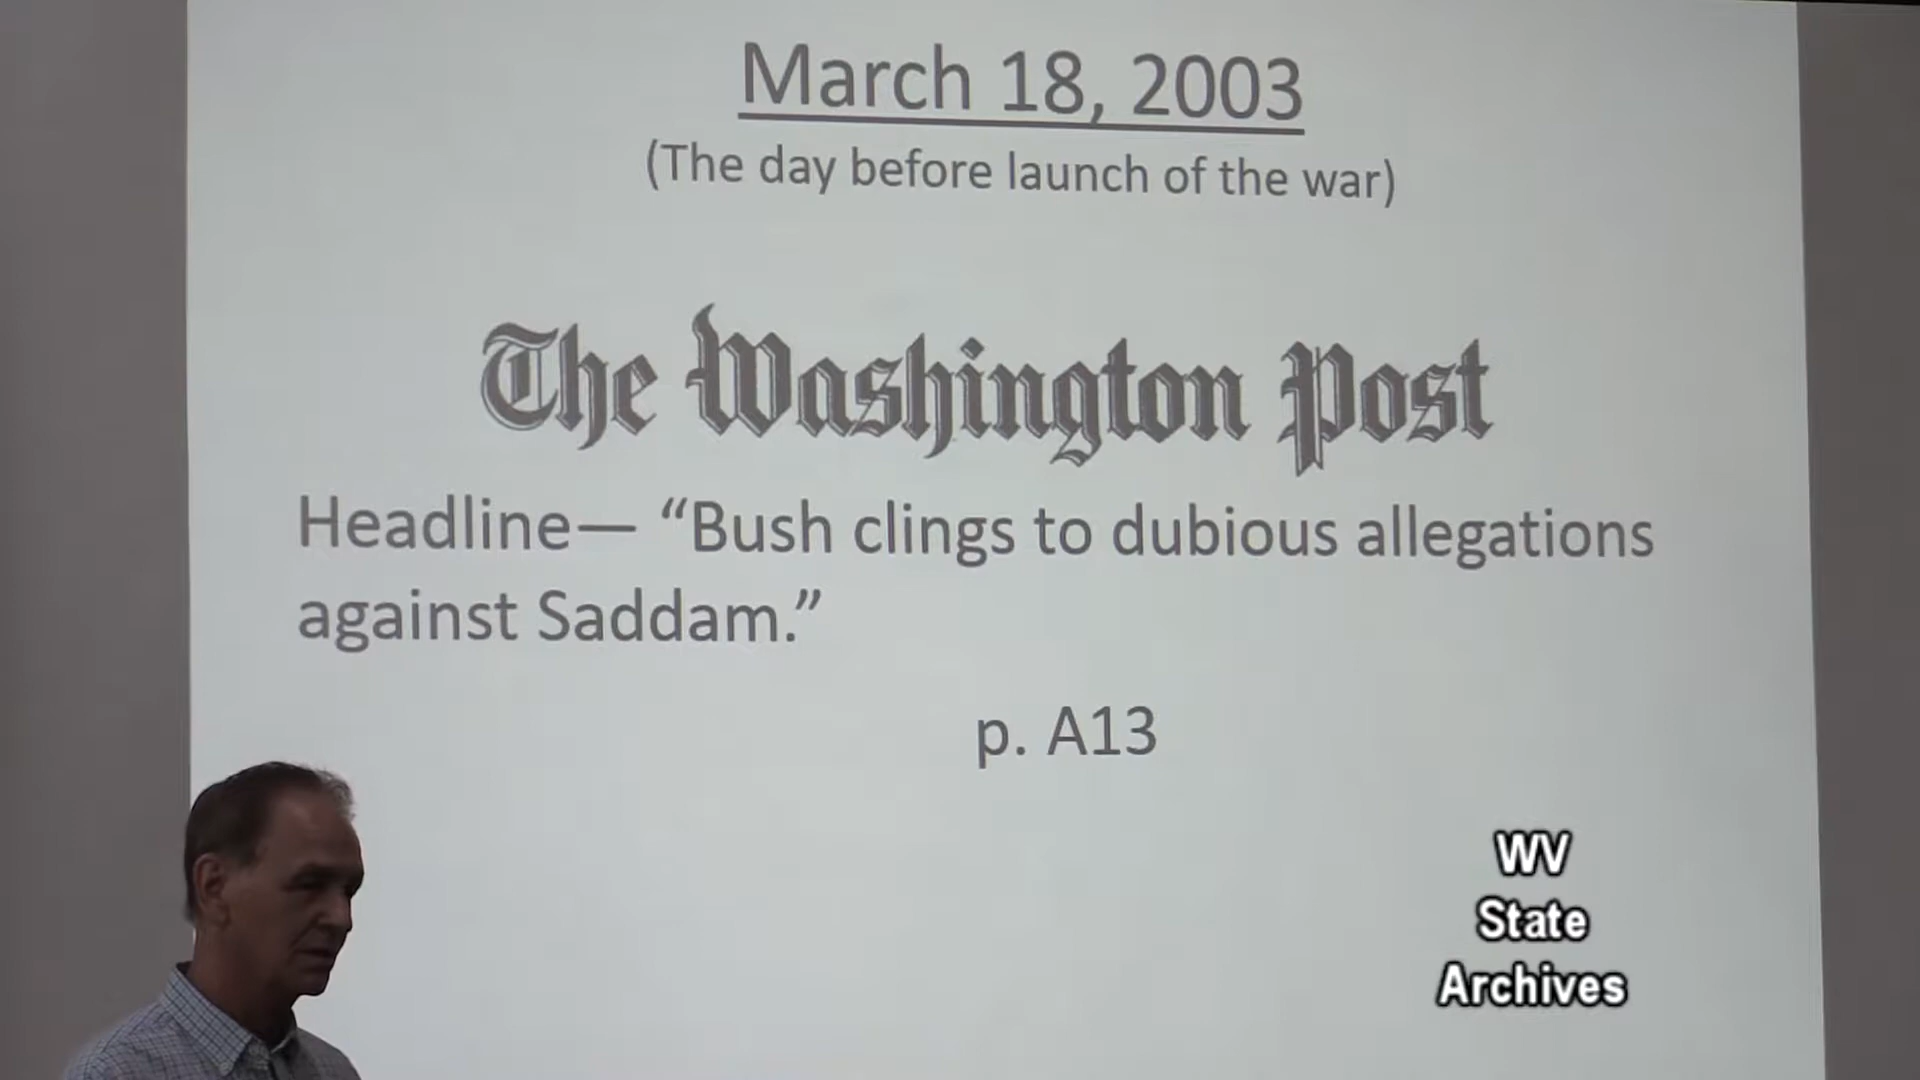 March 18, 2003
(The day before launch of the war)
The Washington Post
Headline— “Bush clings to dubious allegations
against Saddam.”
p. A13
WV
State
Archives